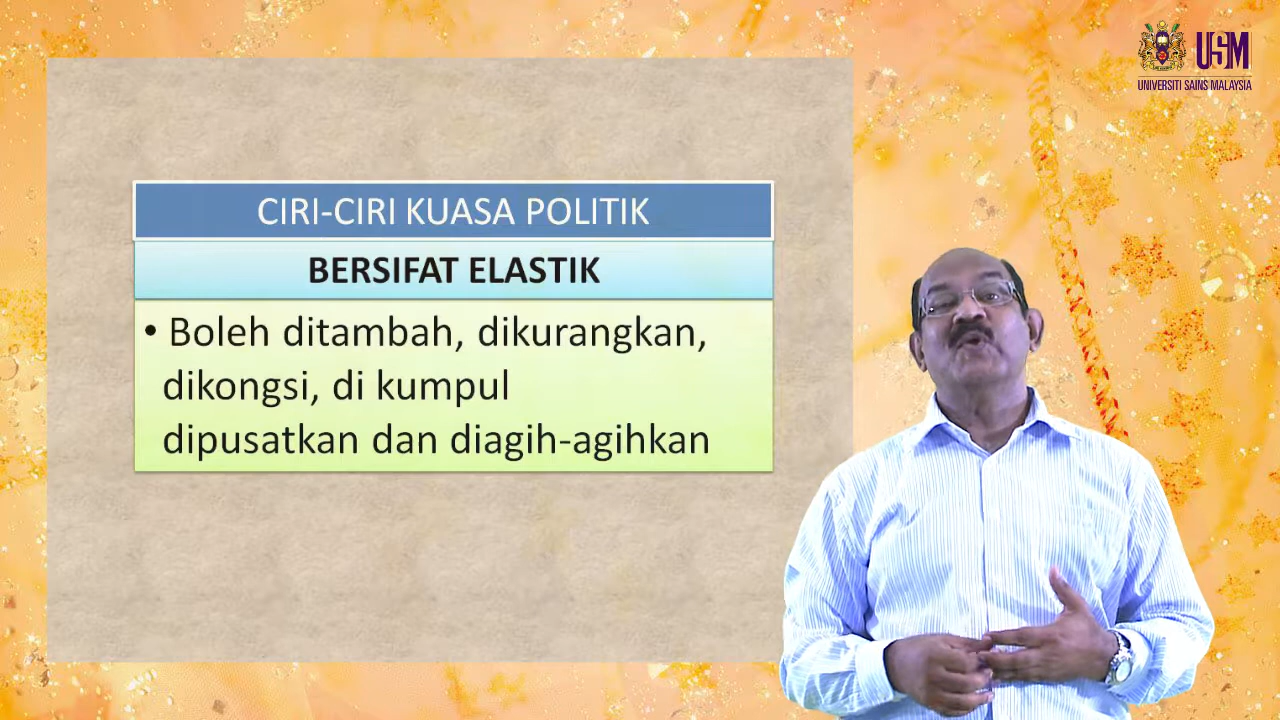 USM
UNIVERSITI SAINS MALAYSIA
CIRI-CIRI KUASA POLITIK
BERSIFAT ELASTIK
• Boleh ditambah, dikurangkan,
dikongsi, di kumpul
dipusatkan dan diagih-agihkan